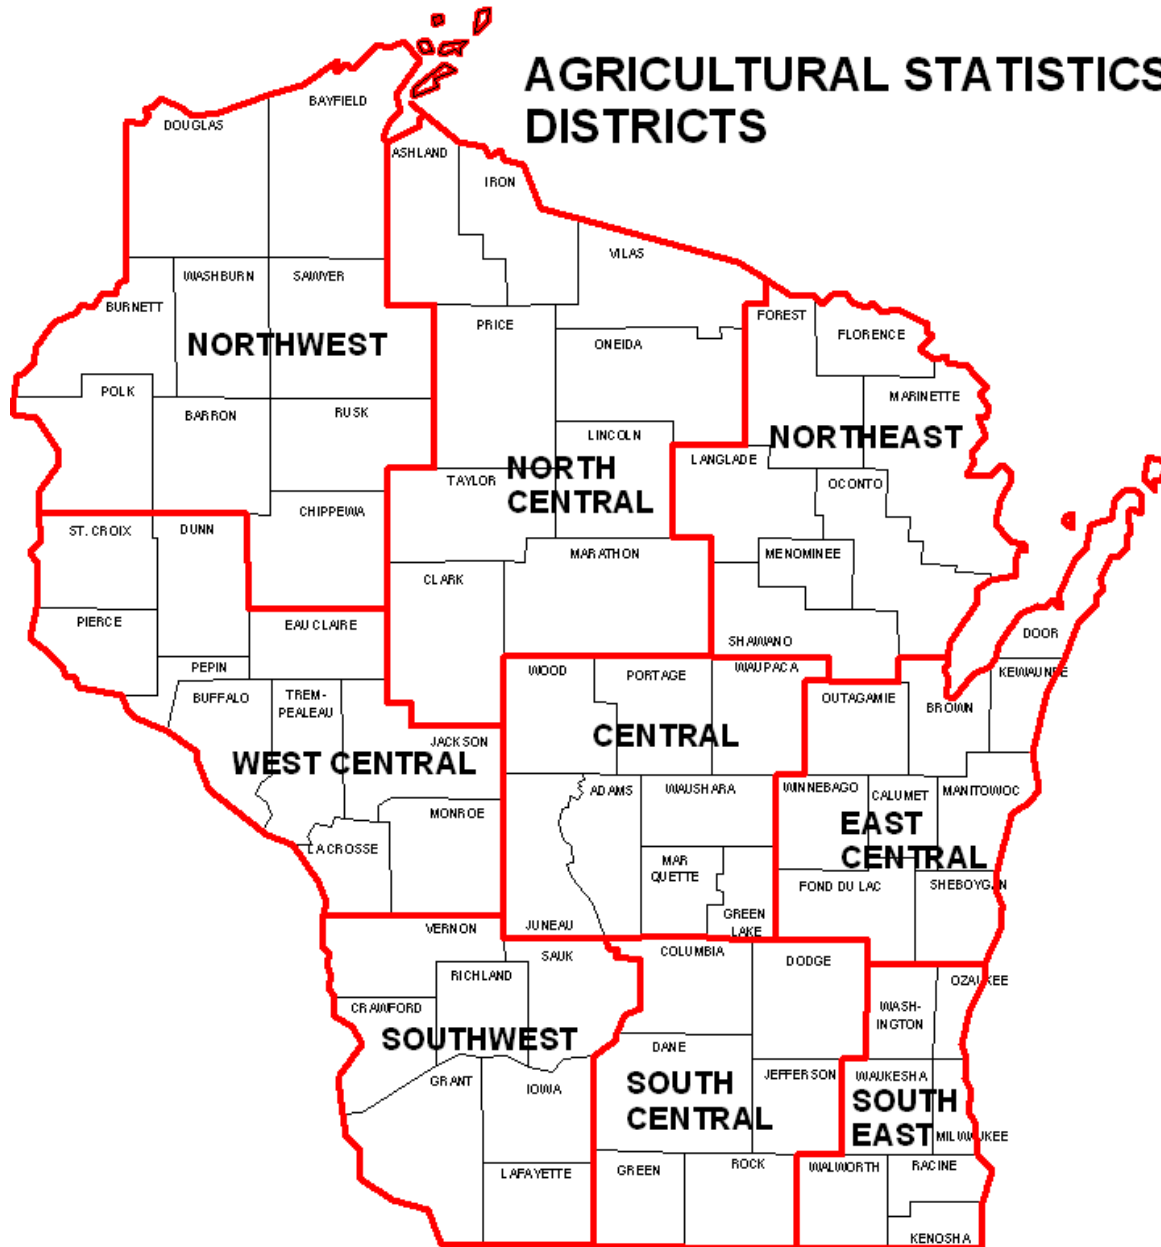 AGRICULTURAL STATISTICS
DISTRICTS
BAYFIELD
DOUGLAS
ASHLAND
IRON
VILAS
WASHBURN
SAWYER
BURNETT
PRICE
FOREST
FLORENCE
NORTHWEST
ONEIDA
POLK
MARINETTE
BARRON
RUSK
LINCOLN
NORTHEAST
LANGLADE
NORTH
CENTRAL
TAYLOR
OCONTO
CHIPPEWA
ST. CROIX
DUNN
MARATHON
MENOMINEE
CLARK
PIERCE
EAU CLAIRE
SHAWANO
DOOR
PEPIN
WOOD
PORTAGE
WAUPACA
KEWAUNEE
BUFFALO
TREM-
PEALEAU
OUTAGAMIE
BROWN
JACKSON
CENTRAL
WEST CENTRAL
ADAMS
WAUSHARA
WINNEBAGO
CALUMET
MANITOWOC
MONROE
EAST
CENTRAL
LACROSSE
MAR
QUETTE
FOND DU LAC
SHEBOYGAN
GREEN
LAKE
VERNON
JUNEAU
SAUK
COLUMBIA
DODGE
RICHLAND
OZAUKEE
CRAWFORD
WASH-
INGTON
SOUTHWEST
DANE
GRANT
IOWA
JEFFERSON
WAUKESHA
SOUTH
CENTRAL
SOUTH
EAST
MILWAUKEE
LAFAYETTE
GREEN
ROCK
WALWORTH
RACINE
KENOSHA